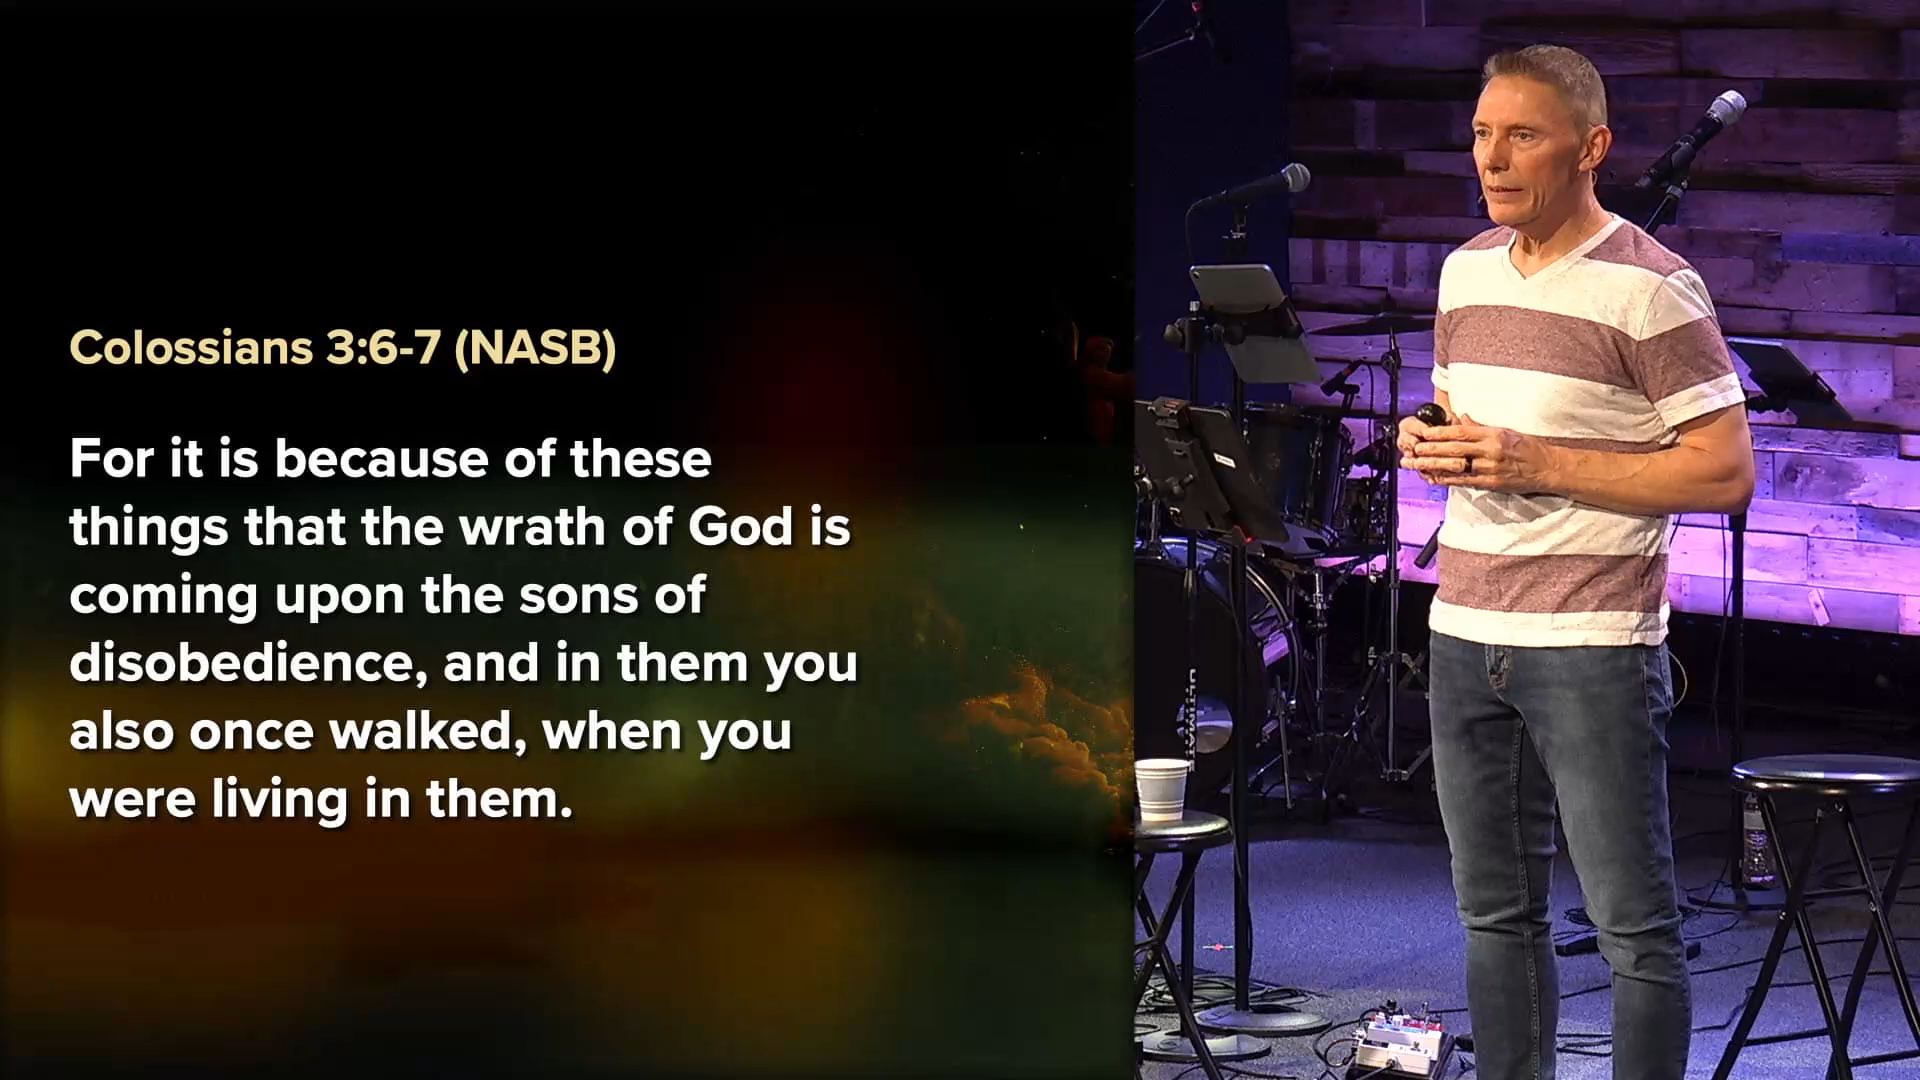 Colossians 3:6-7 (NASB)
For it is because of these
things that the wrath of God is
coming upon the sons of
disobedience, and in them you
also once walked, when you
were living in them.
ULTIMATE